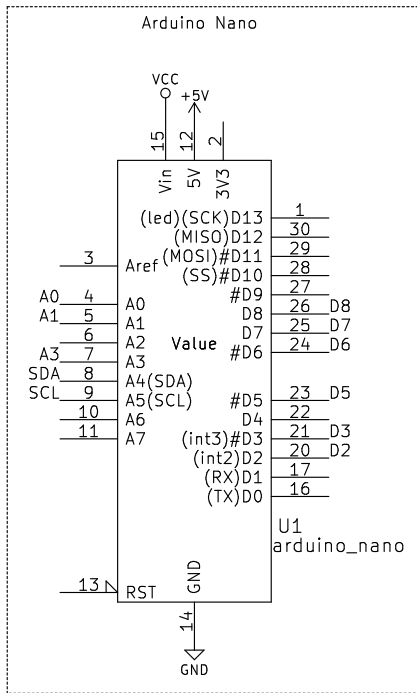 Arduino Nano
VCC
+5V
15
12
2
Vin
5V
3V3
(led)(SCK)D13 1
(MISO)D12 30
(MOSI)#D11 29
3 Aref
(SS)#D10 28
#D9 27
A0 4 A0
D8 26 D8
A1 5 A1
D7 25 D7
6 A2
Value
#D6 24 D6
A3 7 A3
SDA 8 A4(SDA)
SCL 9 A5(SCL)
#D5 23 D5
10 A6
D4 22
11 A7
(int3)#D3 21 D3
(int2)D2 20 D2
(RX)D1 17
(TX)D0 16
U1
arduino_nano
13 RST
GND
14
GND